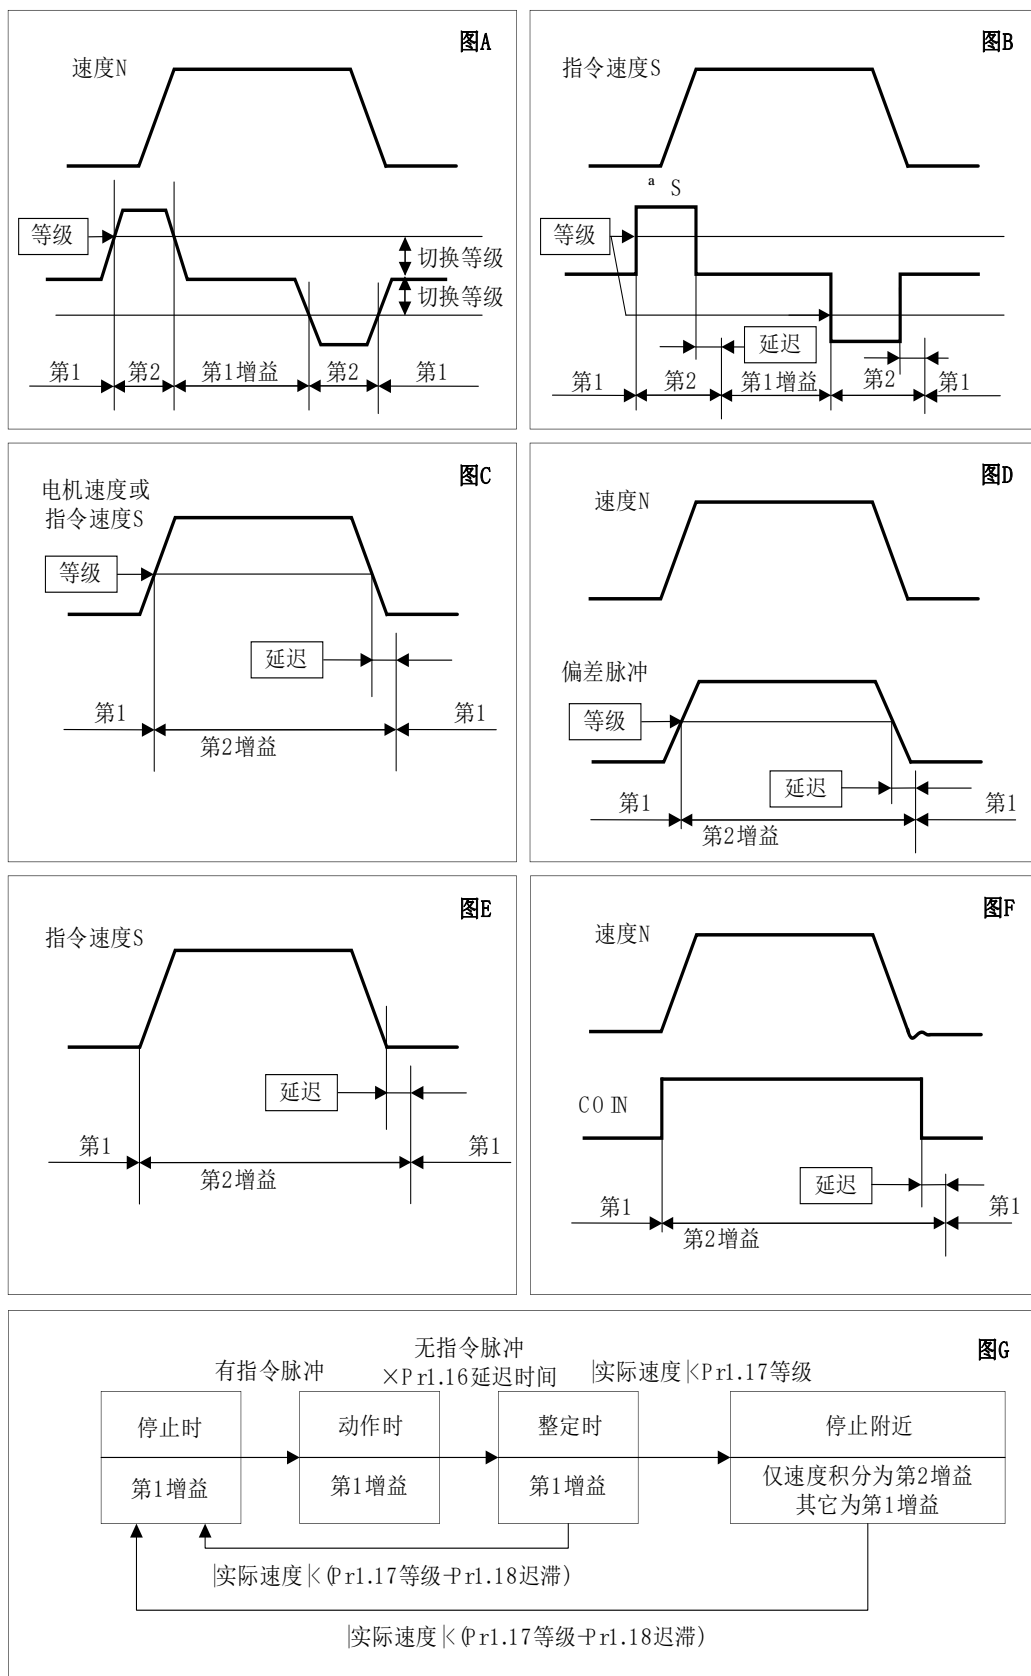 图A
速度N
等级
切换等级
切换等级
第1
第2
第1增益
第2
第1
图B
指令速度S
a S
等级
延迟
第1
第2
第1增益
第2
第1
图C
电机速度或
指令速度S
等级
延迟
第1
第2增益
第1
图D
速度N
偏差脉冲
等级
延迟
第1
第2增益
第1
图E
指令速度S
延迟
第1
第2增益
第1
图F
速度N
COIN
延迟
第1
第2增益
第1
图G
有指令脉冲
无指令脉冲
×Pr1.16延迟时间
|实际速度|<Pr1.17等级
停止时
第1增益
动作时
第1增益
整定时
第1增益
停止附近
仅速度积分为第2增益
其它为第1增益
|实际速度|<(Pr1.17等级-Pr1.18迟滞)
|实际速度|<(Pr1.17等级-Pr1.18迟滞)